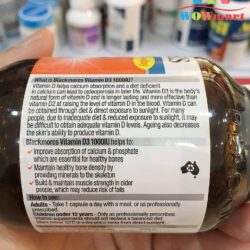 WOWmart
What is Blackmores Vitamin D3 1000IU?
Vitamin D helps calcium absorption and a diet deficient
in calcium can lead to osteoporosis in later life. Vitamin D3 is the body's
natural form of vitamin D and is longer lasting and more effective than
vitamin D2 at raising the level of vitamin D in the blood. Vitamin D can
be obtained through diet & direct exposure to sunlight. For many
people, due to inadequate diet & reduced exposure to sunlight, it may
be difficult to obtain adequate vitamin D levels. Ageing also decreases
the skin's ability to produce vitamin D.
Blackmores Vitamin D3 1000IU helps to:
Improve absorption of calcium & phosphate
which are essential for healthy bones
Maintain healthy bone density by
providing minerals to the skeleton
Build & maintain muscle strength in older
people, which may reduce risk of falls
How to use:
Adults - Take 1 capsule a day with a meal, or as professionally
prescribed.
Children under 12 years - Only as professionally prescribed.
Vitamin supplements should not replace a balanced diet.